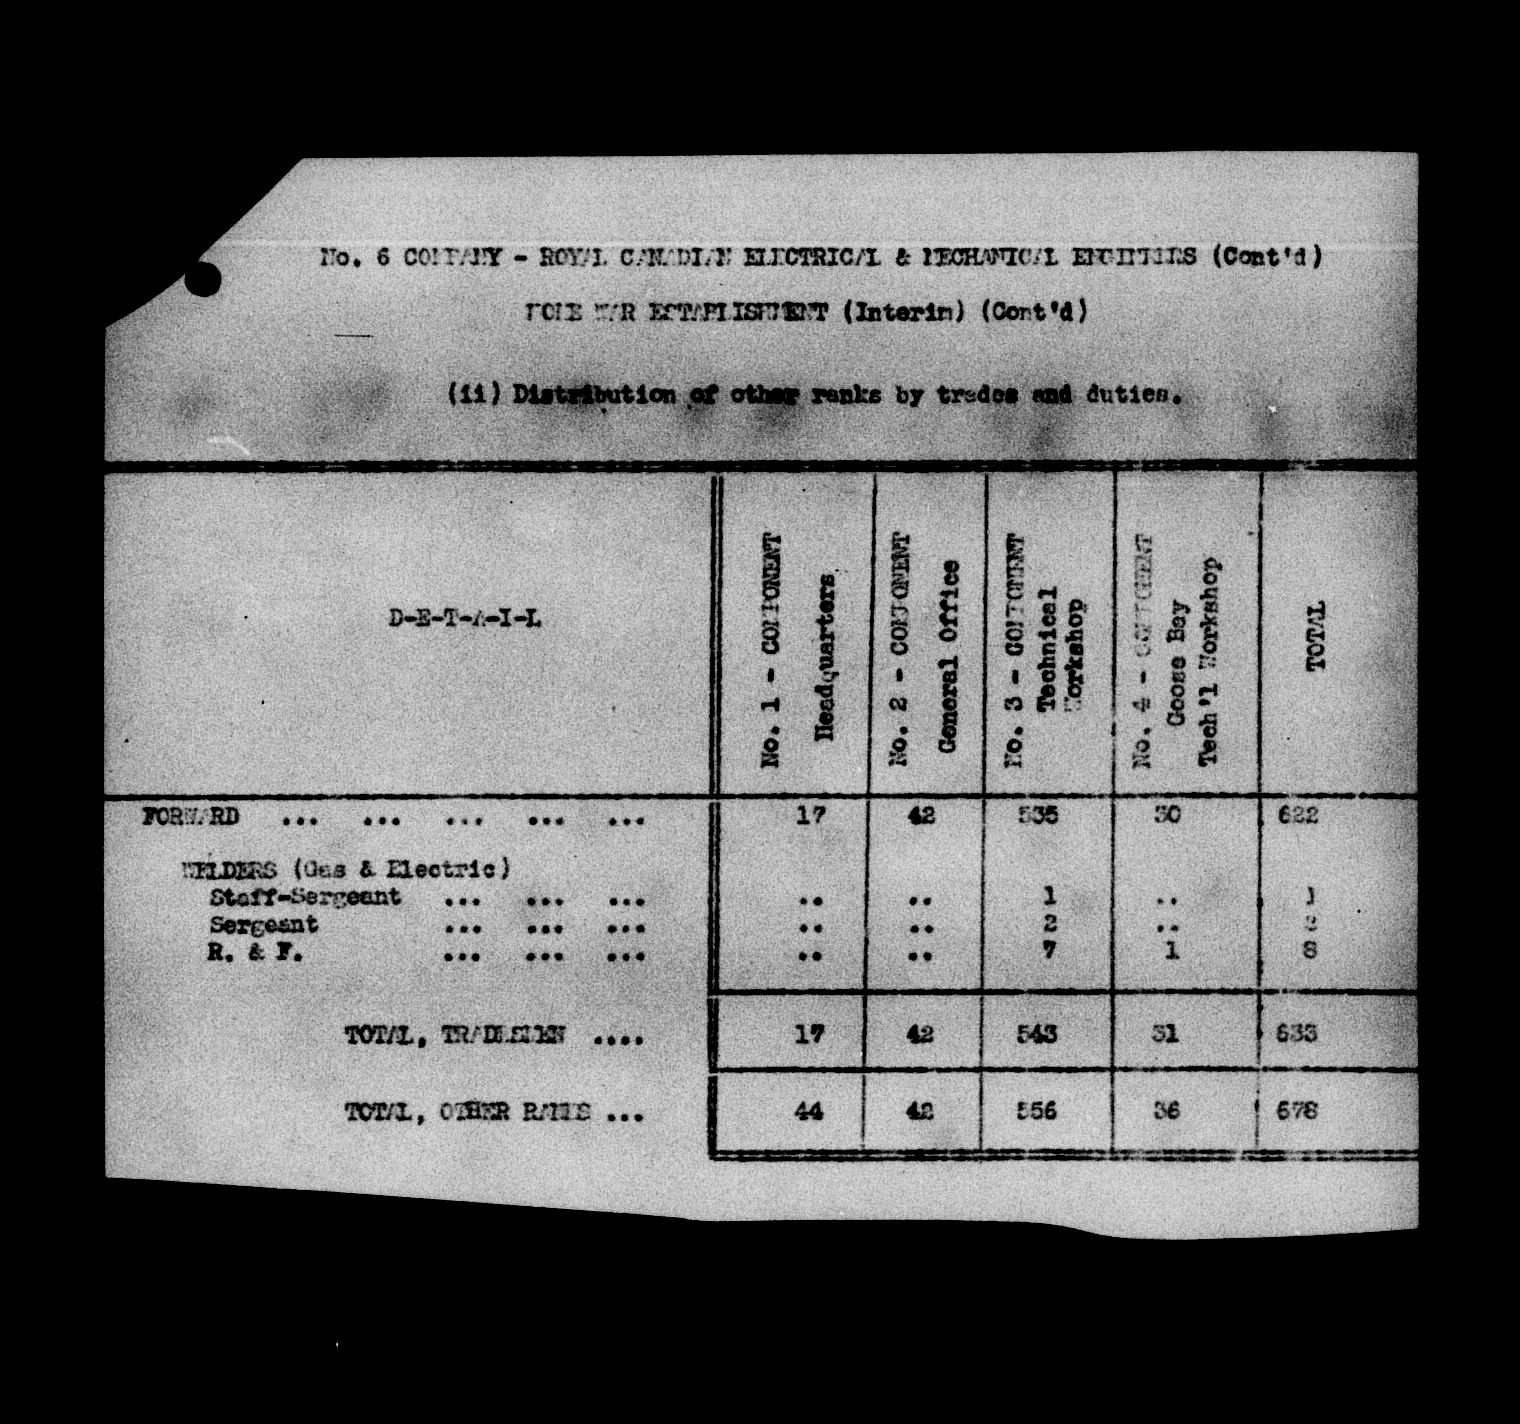 No. 6 COMPANY - ROYAL CANADIAN ELECTRICAL & MECHANICAL ENGINEERS (Cont'd)
HOME WAR ESTABLISHMENT (Interim) (Cont'd)
(ii) Distribution of other ranks by trades and duties.
D-E-T-A-I-L
No. 1 - COMPONENT
Headquarters
No. 2 - COMPONENT
General Office
No. 3 - COMPONENT
Technical
Workshop
No. 4 - COMPONENT
Goose Bay
Tech'l Workshop
TOTAL
FORWARD ... ... ... ... ... 17 42 533 30 622
WELDERS (Gas & Electric)
Staff-Sergeant ... ... ... .. .. 1 .. 1
Sergeant ... ... ... .. .. 2 .. 2
R. & F. ... ... ... .. .. 7 1 8
TOTAL, TRADESMEN .... 17 42 543 31 633
TOTAL, OTHER RANKS ... 44 42 556 36 678